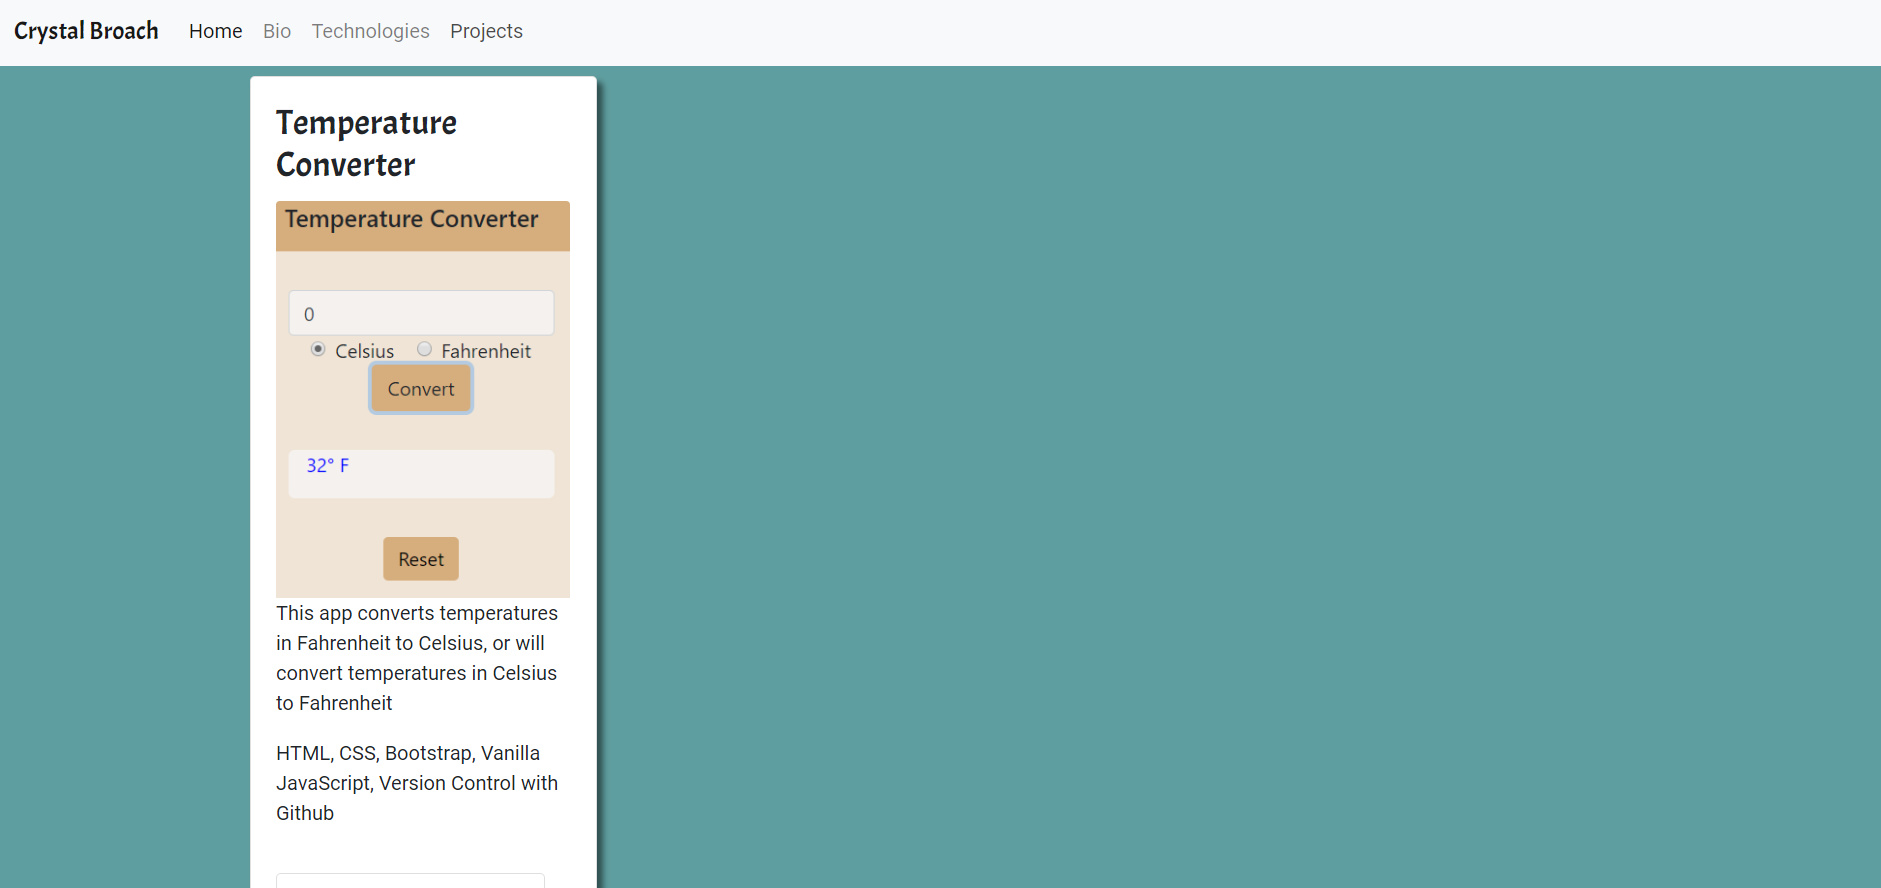 Crystal Broach Home Bio Technologies Projects
Temperature
Converter
Temperature Converter
0
Celsius Fahrenheit
Convert
32° F
Reset
This app converts temperatures
in Fahrenheit to Celsius, or will
convert temperatures in Celsius
to Fahrenheit
HTML, CSS, Bootstrap, Vanilla
JavaScript, Version Control with
Github